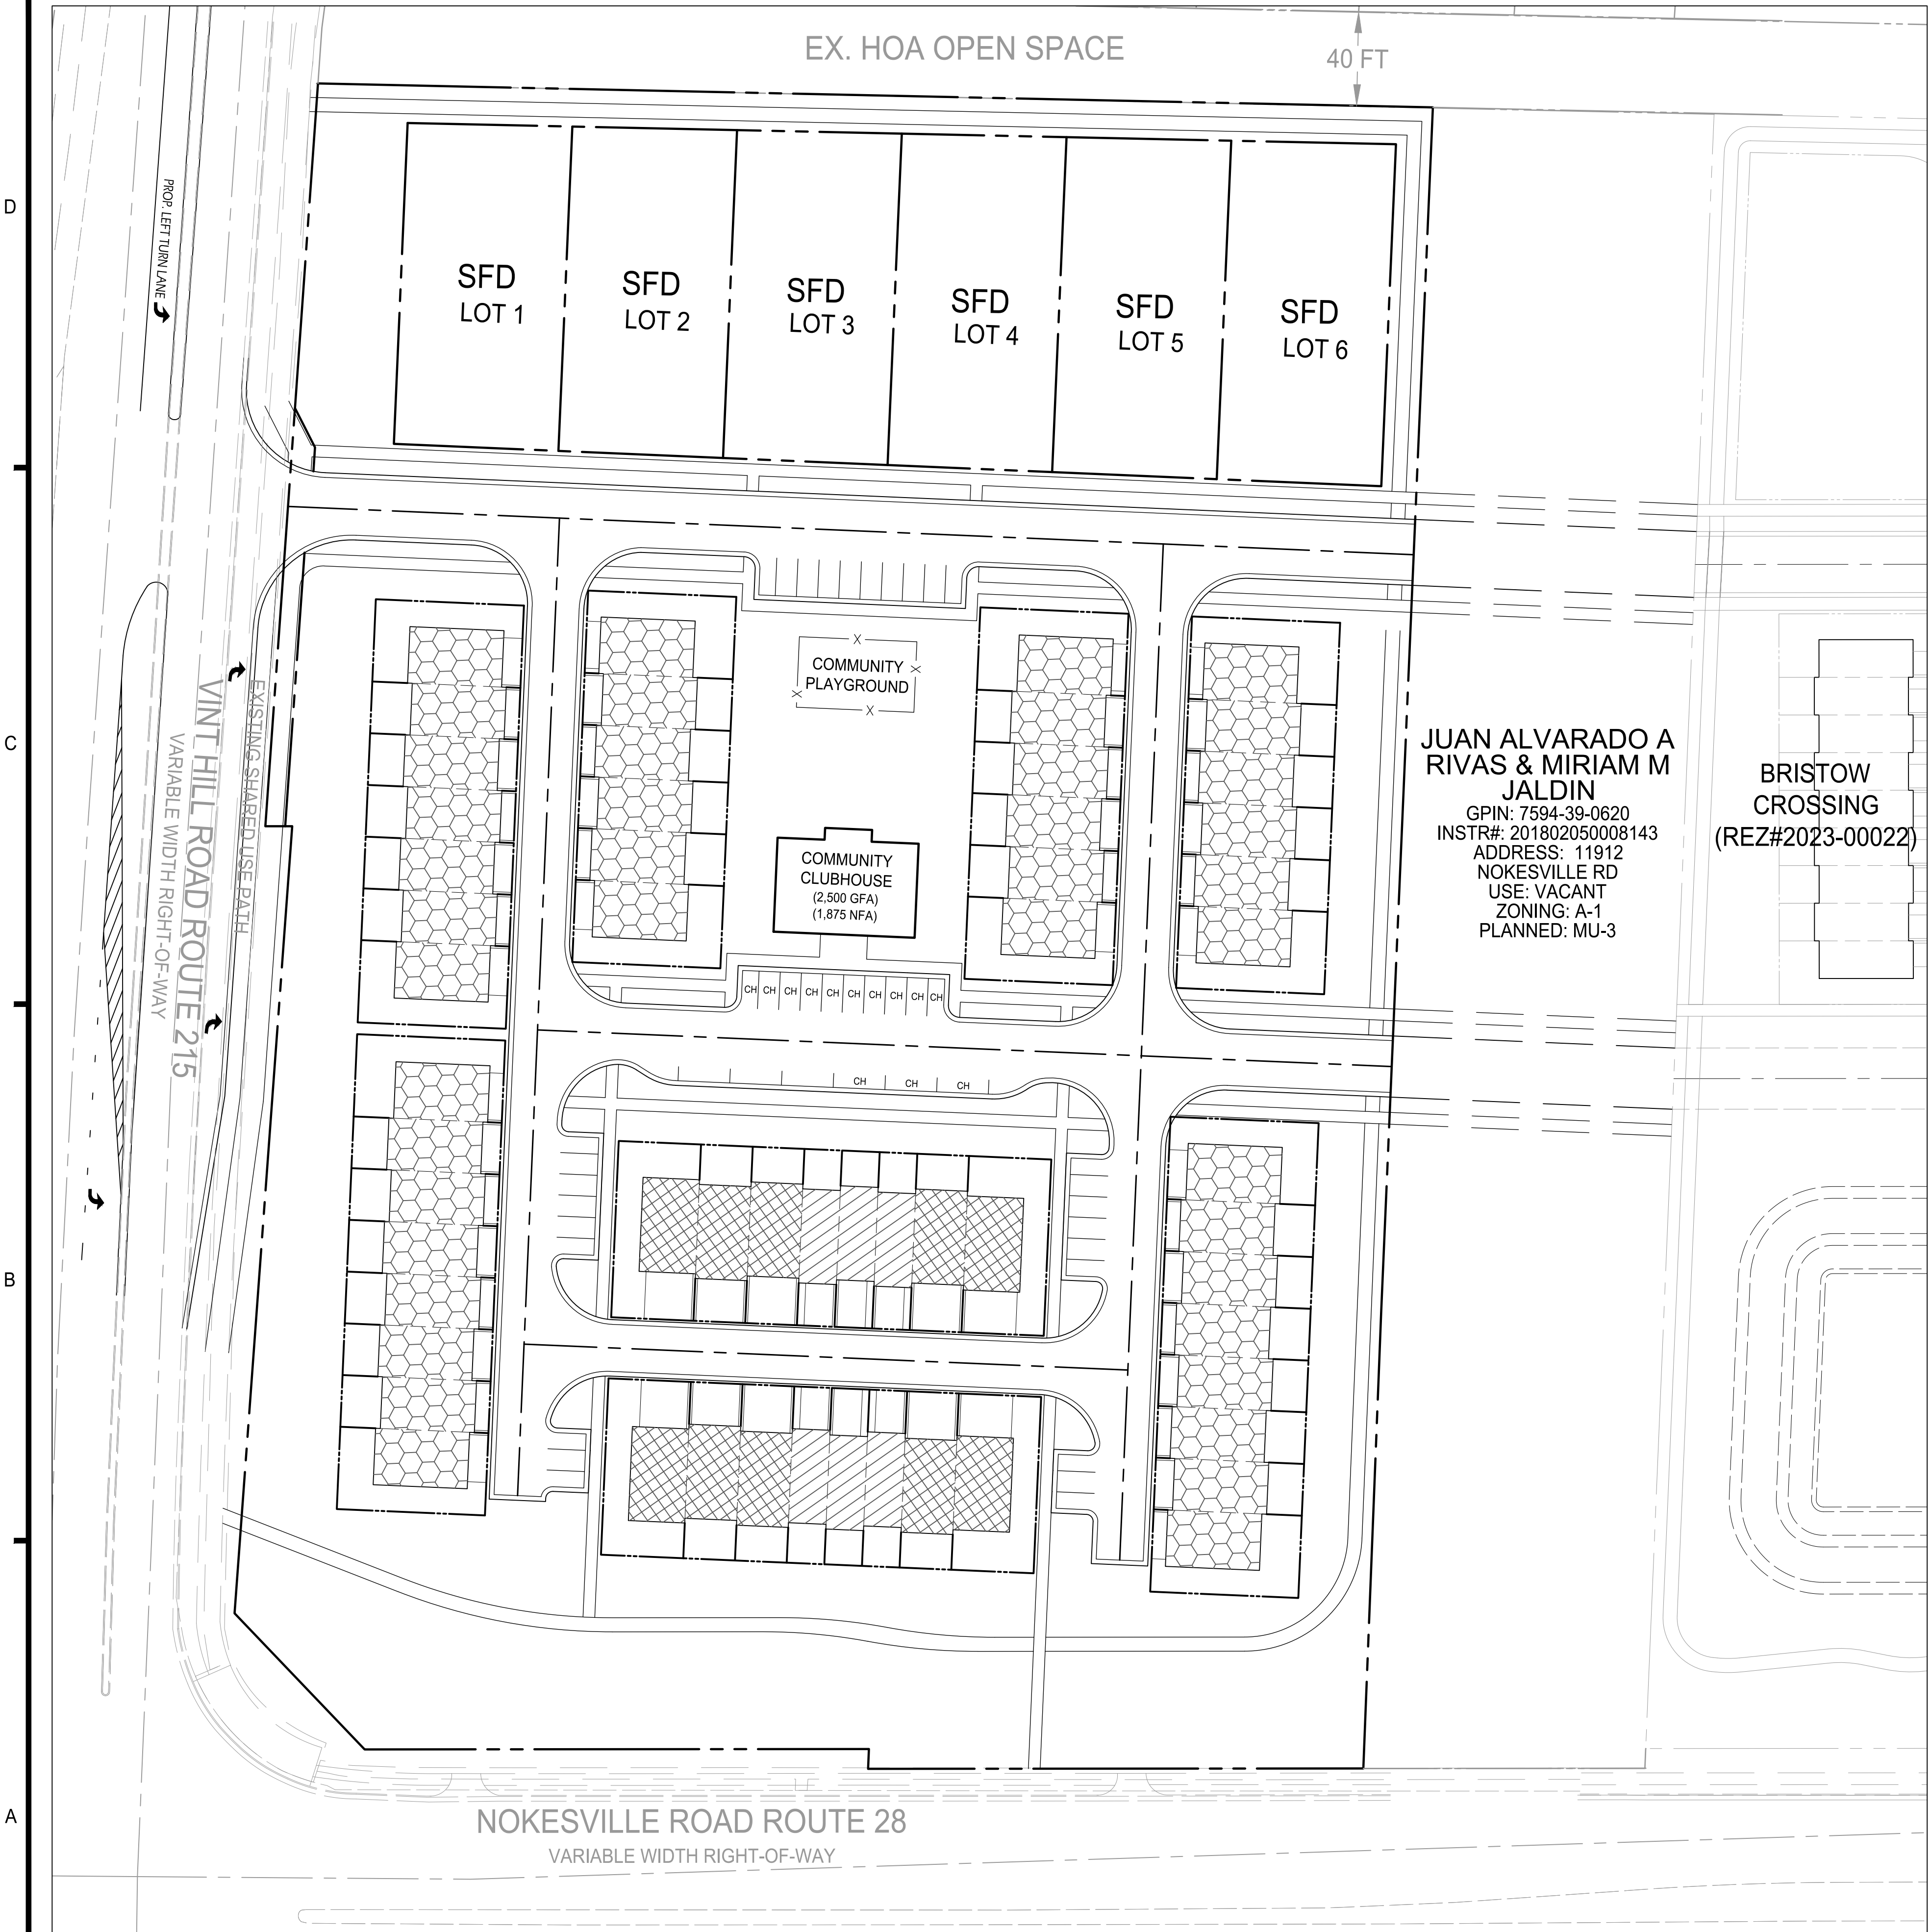 EX. HOA OPEN SPACE
40 FT
D
PROP. LEFT TURN LANE
SFD
LOT 1
SFD
LOT 2
SFD
LOT 3
SFD
LOT 4
SFD
LOT 5
SFD
LOT 6
C
COMMUNITY
PLAYGROUND
X
X
X
X
COMMUNITY
CLUBHOUSE
(2,500 GFA)
(1,875 NFA)
EXISTING SHARED USE PATH
VINT HILL ROAD ROUTE 215
VARIABLE WIDTH RIGHT-OF-WAY
JUAN ALVARADO A
RIVAS & MIRIAM M
JALDIN
GPIN: 7594-39-0620
INSTR#: 201802050008143
ADDRESS: 11912
NOKESVILLE RD
USE: VACANT
ZONING: A-1
PLANNED: MU-3
BRISTOW
CROSSING
(REZ#2023-00022)
CH CH CH CH CH CH CH CH CH CH
CH CH CH
B
A
NOKESVILLE ROAD ROUTE 28
VARIABLE WIDTH RIGHT-OF-WAY